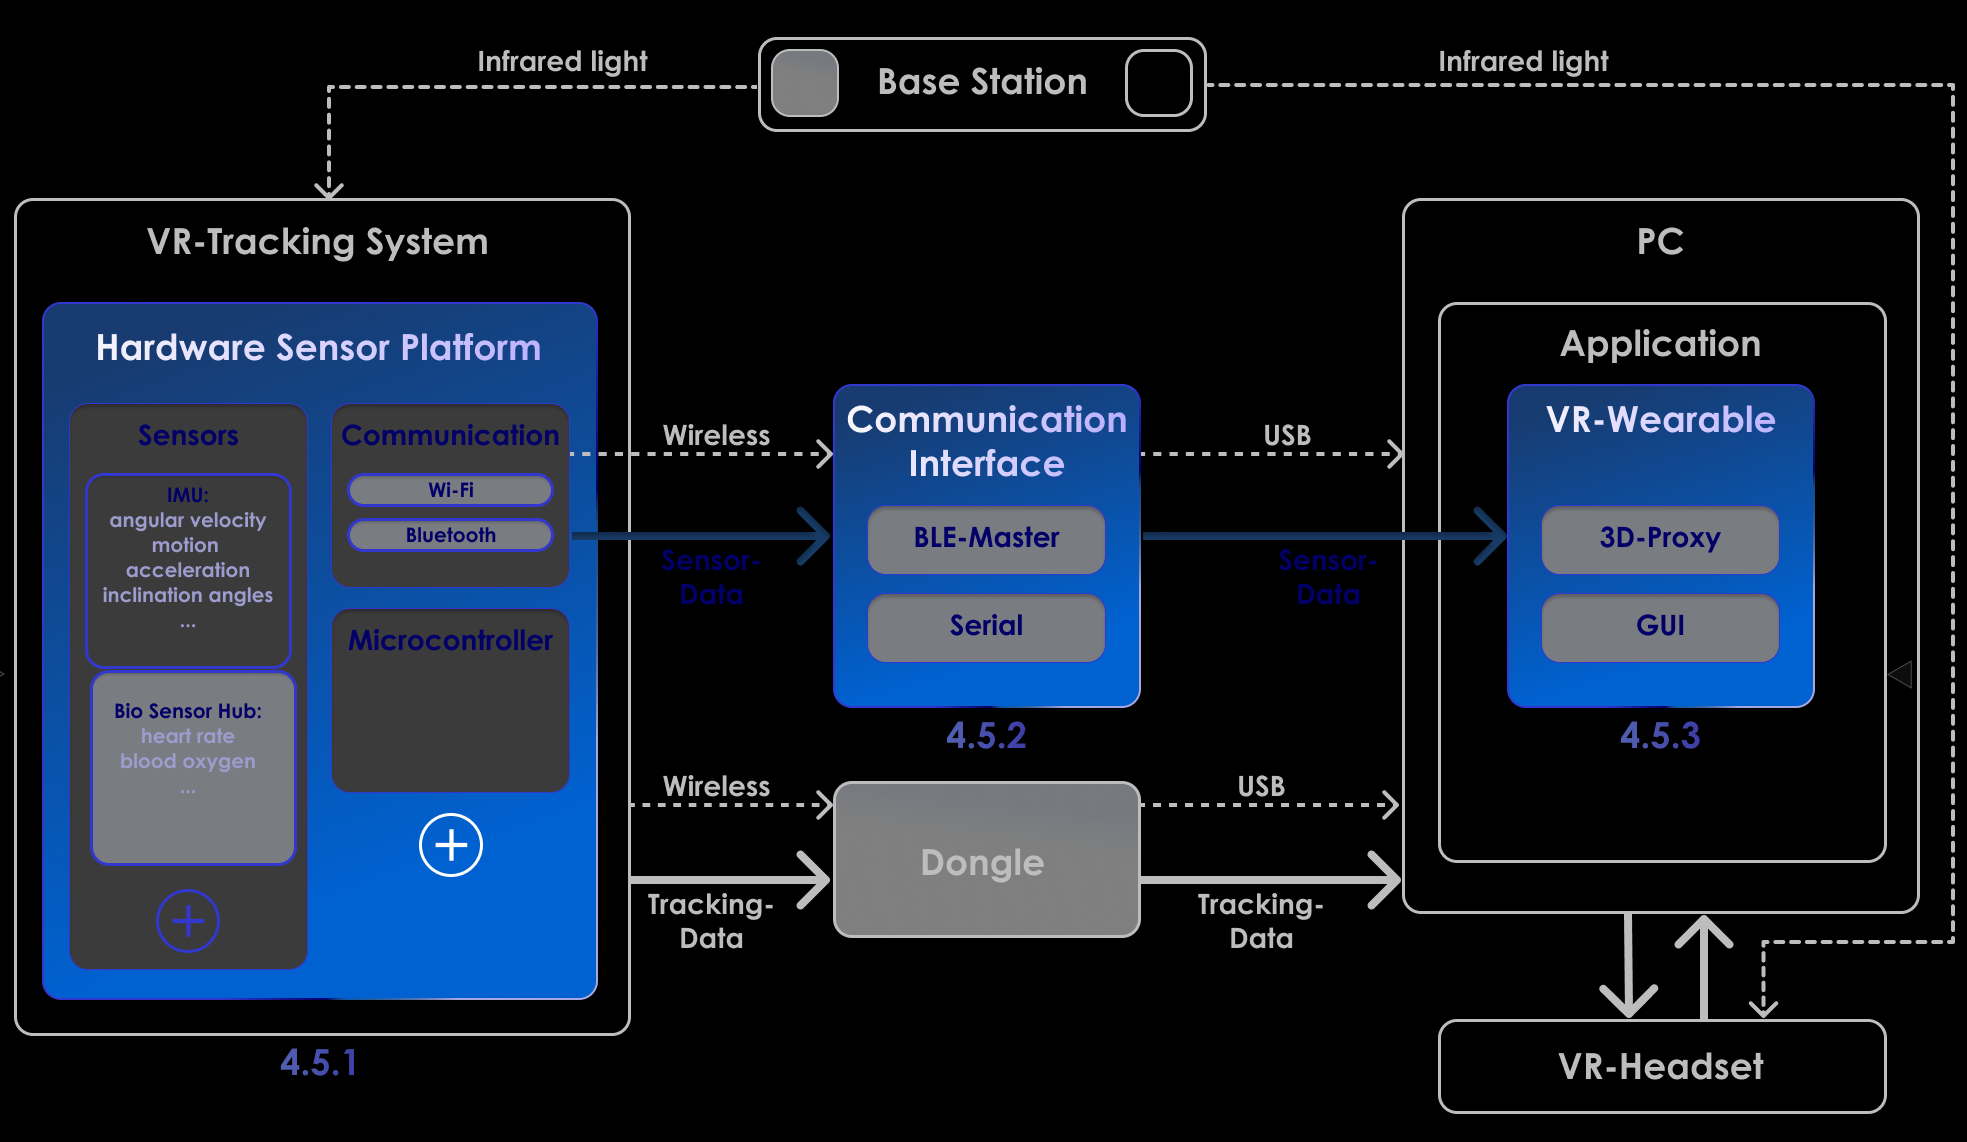 Infrared light
Base Station
Infrared light
VR-Tracking System
Hardware Sensor Platform
Sensors
IMU:
angular velocity
motion
acceleration
inclination angles
...
Bio Sensor Hub:
heart rate
blood oxygen
...
Communication
Wi-Fi
Bluetooth
Microcontroller
4.5.1
Wireless
Sensor-
Data
Communication
Interface
BLE-Master
Serial
4.5.2
USB
Sensor-
Data
PC
Application
VR-Wearable
3D-Proxy
GUI
4.5.3
Wireless
Tracking-
Data
Dongle
USB
Tracking-
Data
VR-Headset